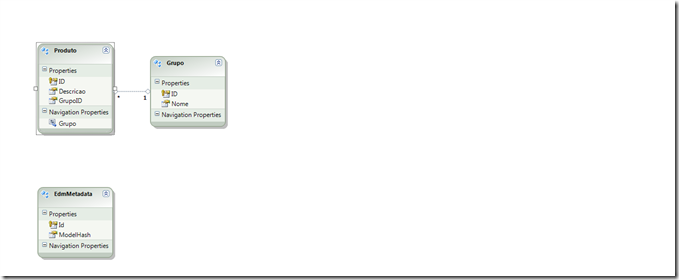 Produto
Properties
ID
Descricao
GrupoID
Navigation Properties
Grupo
* 1
Grupo
Properties
ID
Nome
Navigation Properties
EdmMetadata
Properties
Id
ModelHash
Navigation Properties